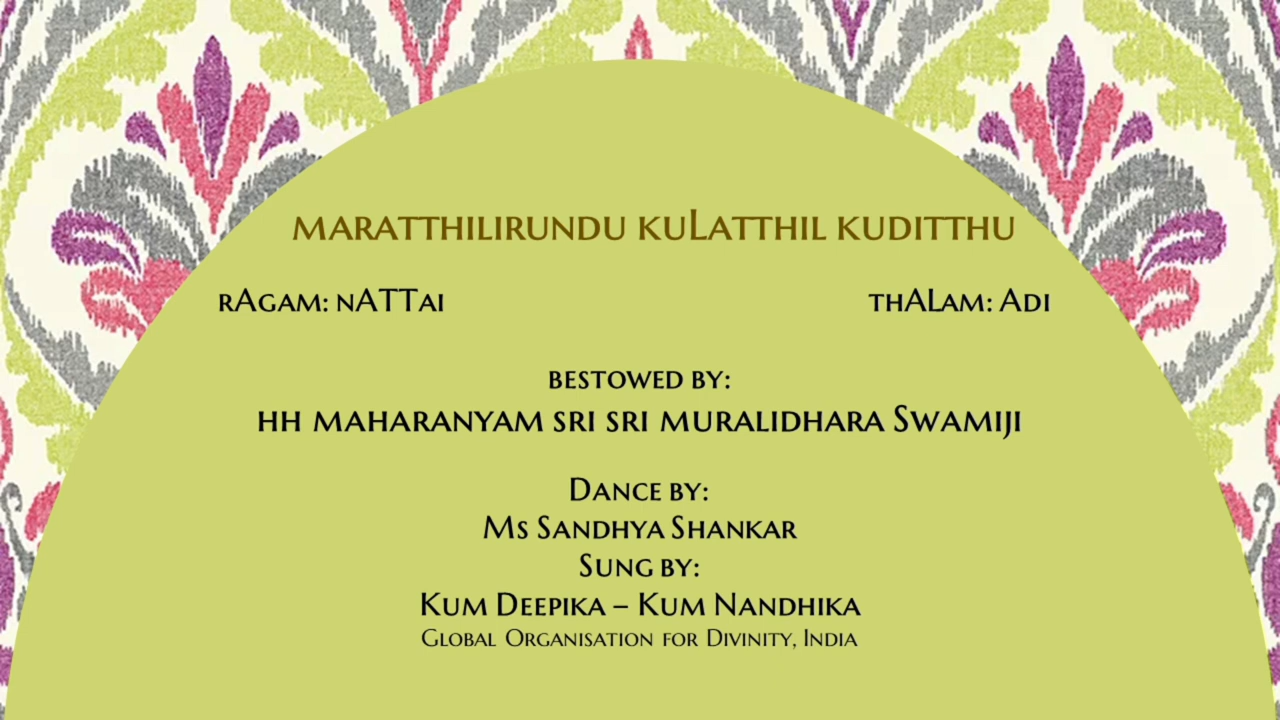 maratthilirundu kuLatthil kuditthu
rAgam: nATTai
thALam: Adi
bestowed by:
hh maharanyam sri sri muralidhara Swamiji
Dance by:
Ms Sandhya Shankar
Sung by:
Kum Deepika – Kum Nandhika
Global Organisation for Divinity, India